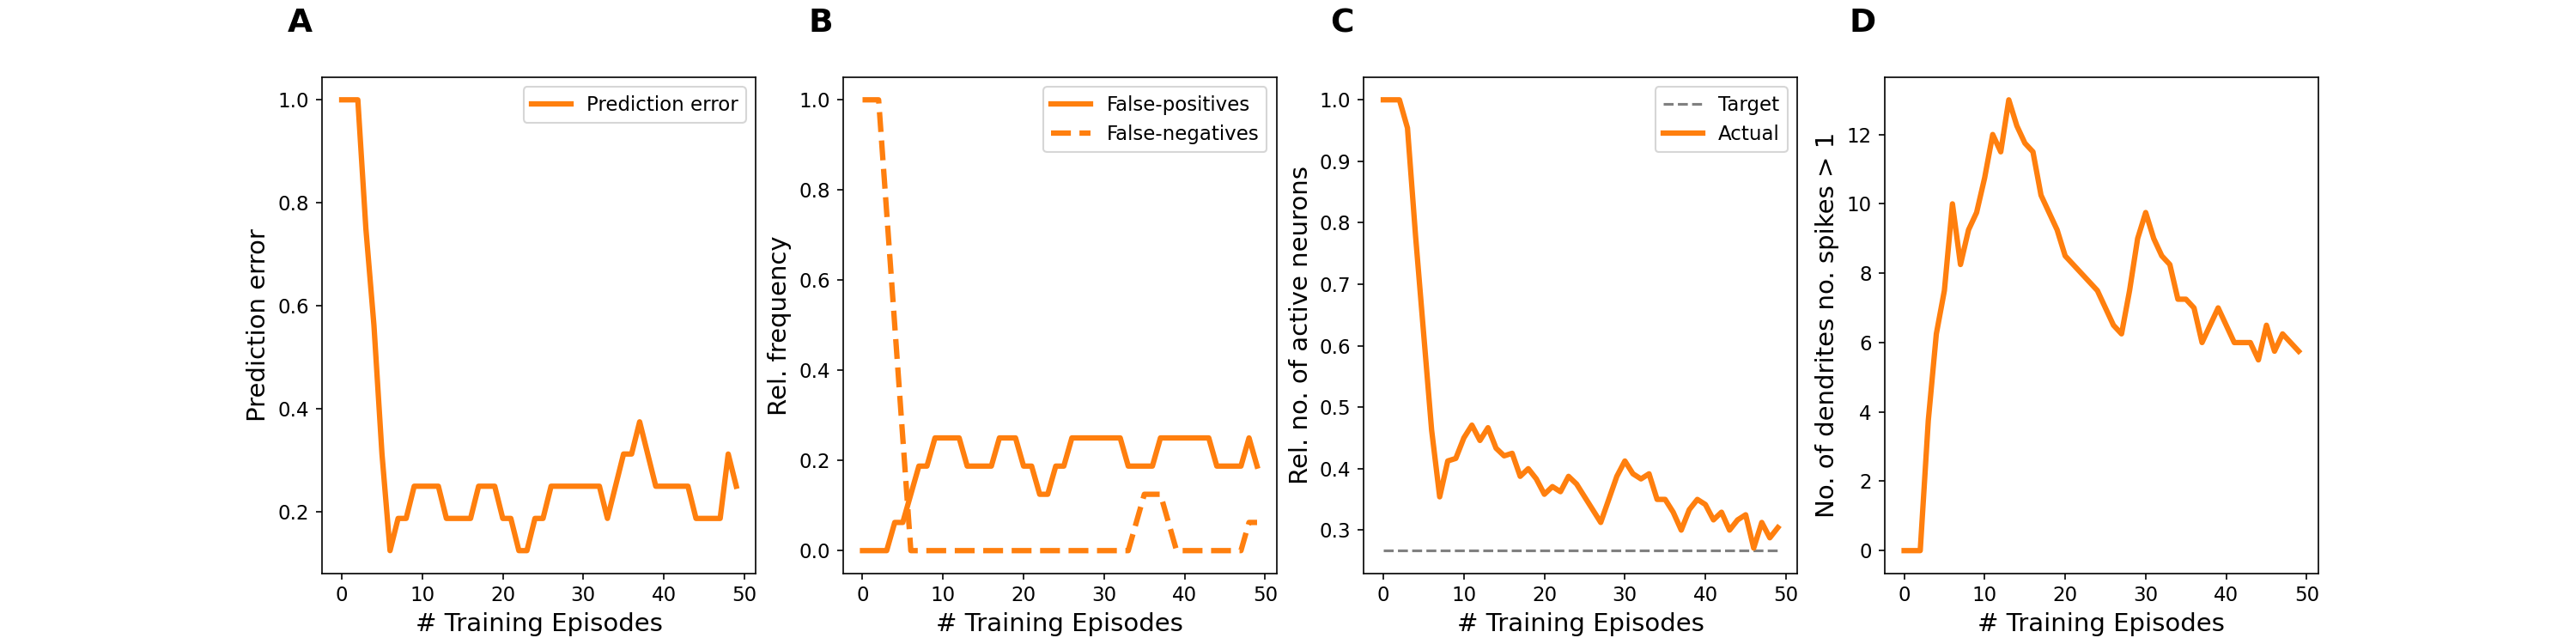 A
B
C
D
Prediction error
1.0
0.8
0.6
0.4
0.2
0 10 20 30 40 50
# Training Episodes
Prediction error
Rel. frequency
1.0
0.8
0.6
0.4
0.2
0.0
0 10 20 30 40 50
# Training Episodes
False-positives
False-negatives
Rel. no. of active neurons
1.0
0.9
0.8
0.7
0.6
0.5
0.4
0.3
0 10 20 30 40 50
# Training Episodes
Target
Actual
No. of dendrites no. spikes > 1
12
10
8
6
4
2
0
0 10 20 30 40 50
# Training Episodes